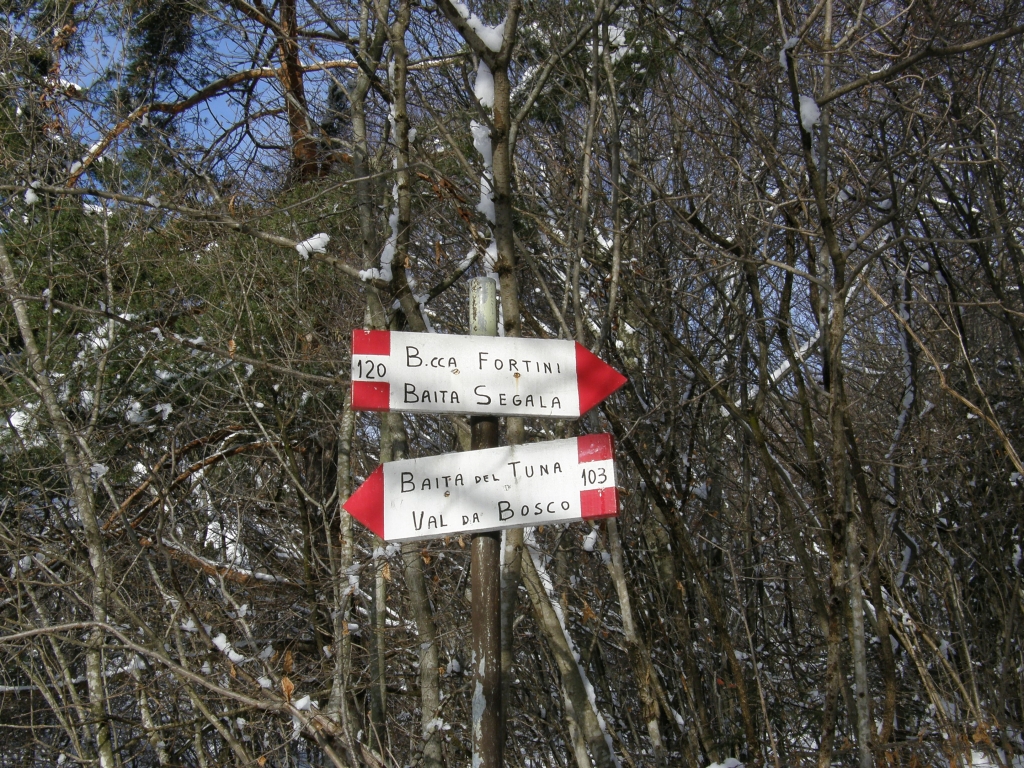 120
B.cca Fortini
Baita Segala
Baita del Tuna
103
Val da Bosco